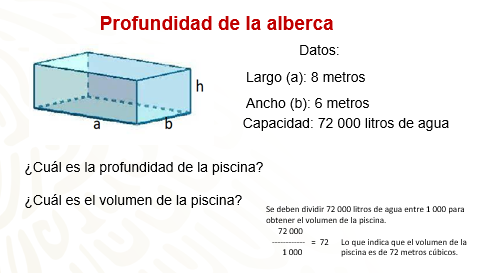 Profundidad de la alberca
Datos:
Largo (a): 8 metros
Ancho (b): 6 metros
Capacidad: 72 000 litros de agua
h
a
b
¿Cuál es la profundidad de la piscina?
¿Cuál es el volumen de la piscina?
Se deben dividir 72 000 litros de agua entre 1 000 para
obtener el volumen de la piscina.
72 000
------------ = 72 Lo que indica que el volumen de la
1 000 piscina es de 72 metros cúbicos.